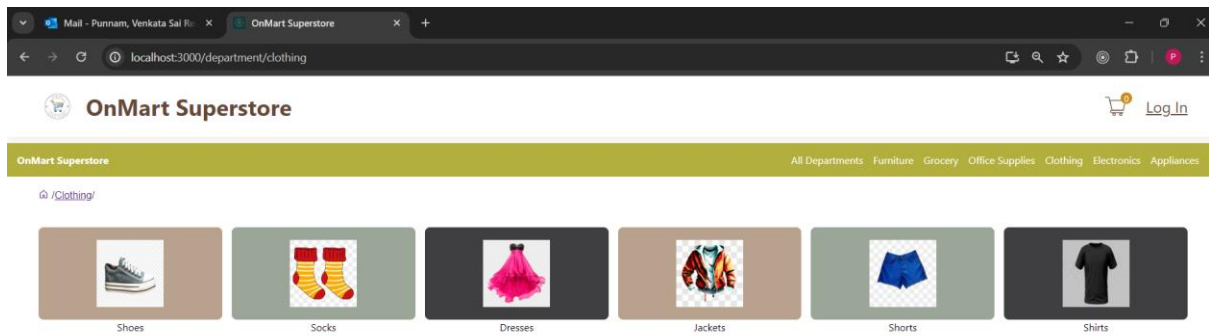 Mail - Punnam, Venkata Sai Ro
OnMart Superstore
localhost:3000/department/clothing
P
OnMart Superstore
0
Log In
OnMart Superstore
All Departments Furniture Grocery Office Supplies Clothing Electronics Appliances
/Clothing/
Shoes Socks Dresses Jackets Shorts Shirts